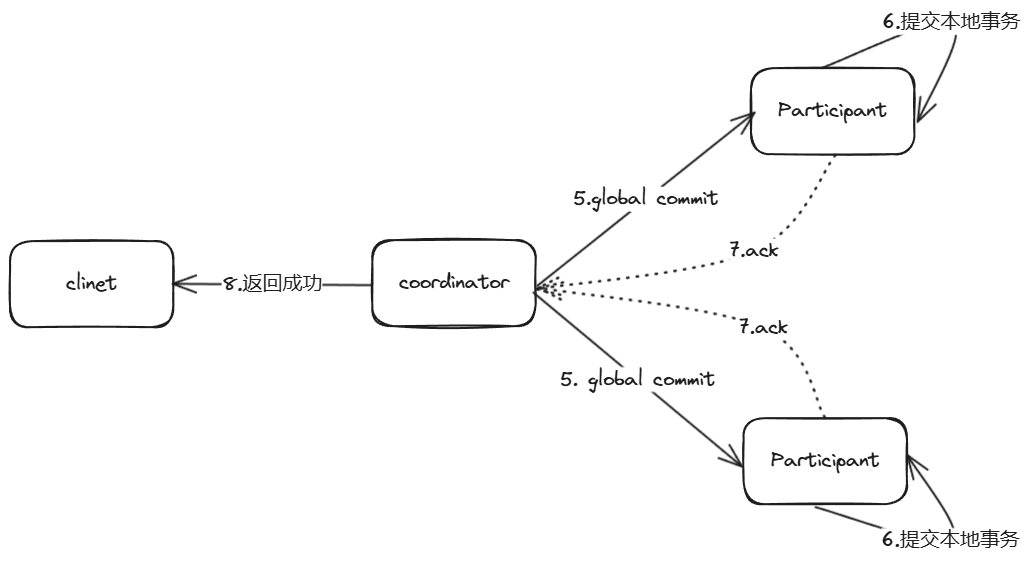 6.提交本地事务
Participant
5.global commit
7.ack
clinet
8.返回成功
coordinator
7.ack
5. global commit
Participant
6.提交本地事务